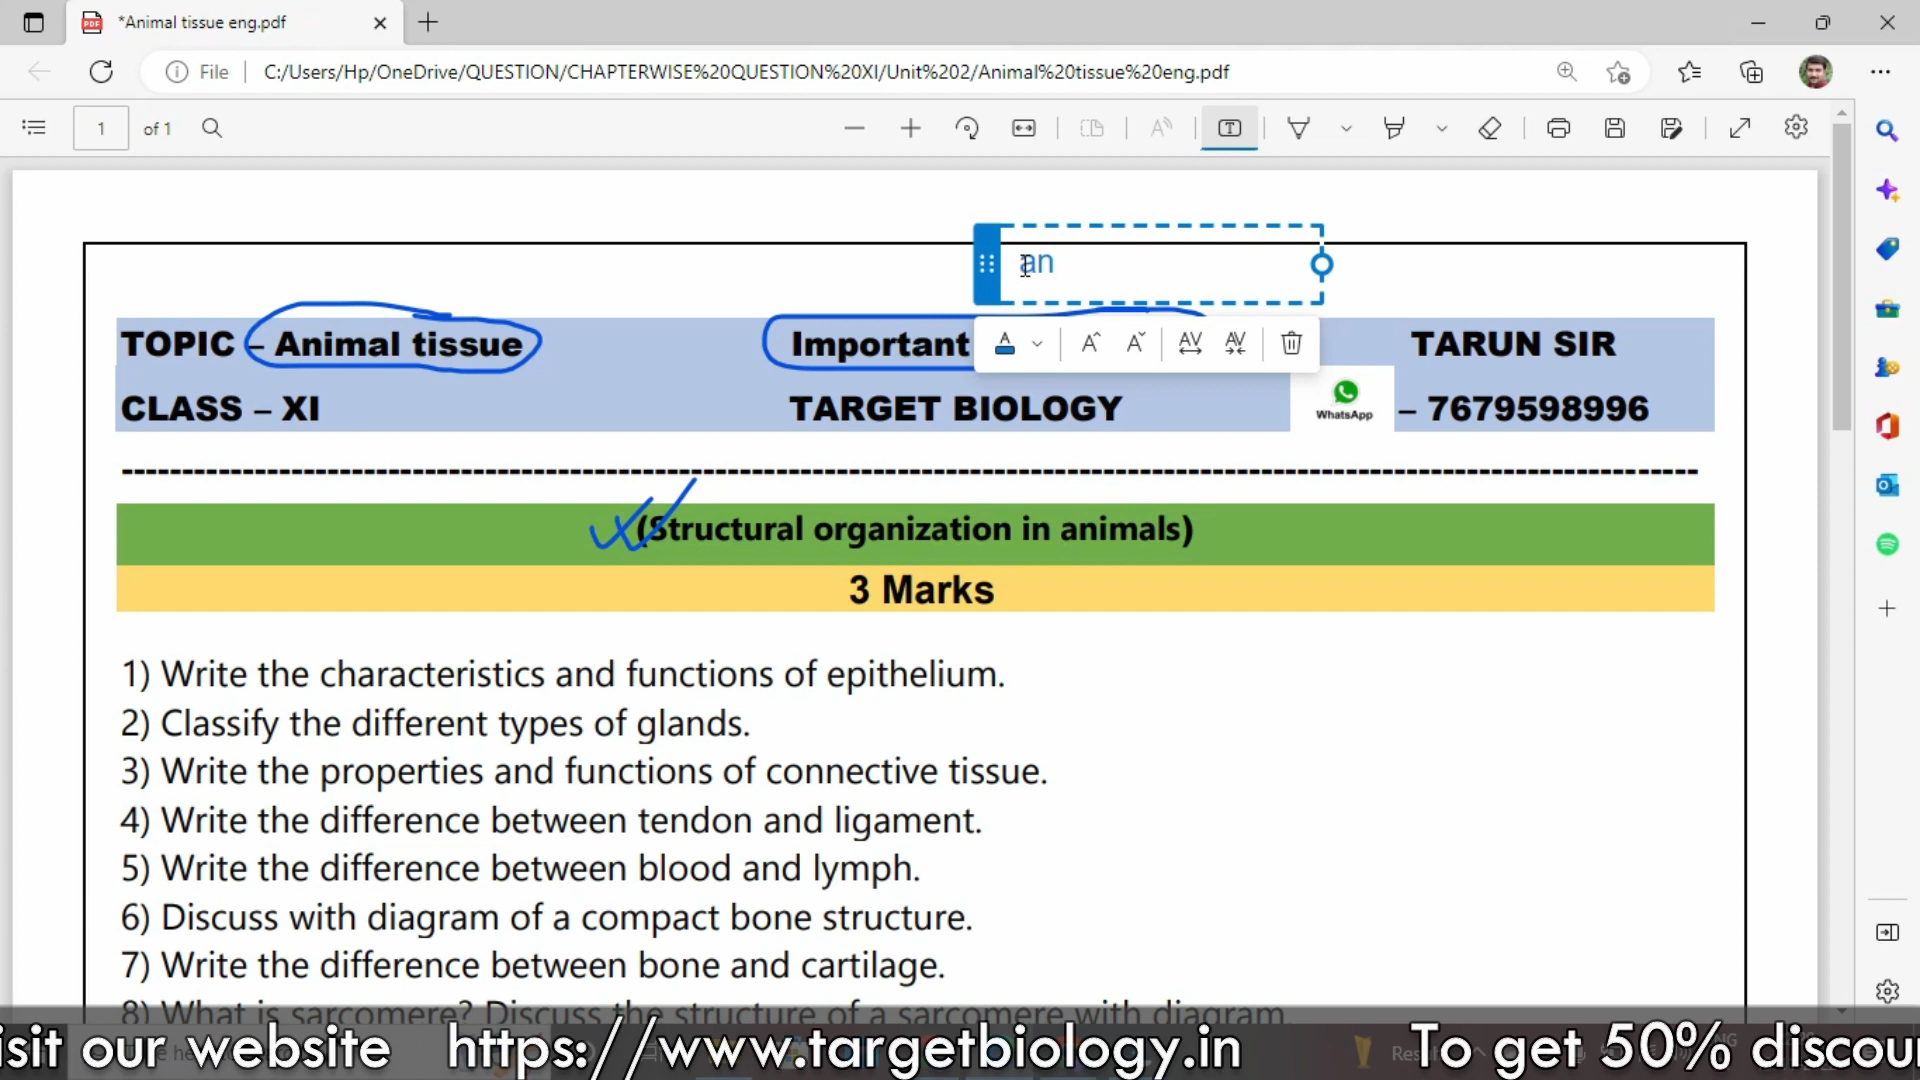 *Animal tissue eng.pdf
File C:/Users/Hp/OneDrive/QUESTION/CHAPTERWISE%20QUESTION%20XI/Unit%202/Animal%20tissue%20eng.pdf
1 of 1
an
TOPIC – Animal tissue Important TARUN SIR
CLASS – XI TARGET BIOLOGY WhatsApp – 7679598996
(Structural organization in animals)
3 Marks
1) Write the characteristics and functions of epithelium.
2) Classify the different types of glands.
3) Write the properties and functions of connective tissue.
4) Write the difference between tendon and ligament.
5) Write the difference between blood and lymph.
6) Discuss with diagram of a compact bone structure.
7) Write the difference between bone and cartilage.
8) What is sarcomere? Discuss the structure of a sarcomere with diagram
isit our website https://www.targetbiology.in To get 50% discou